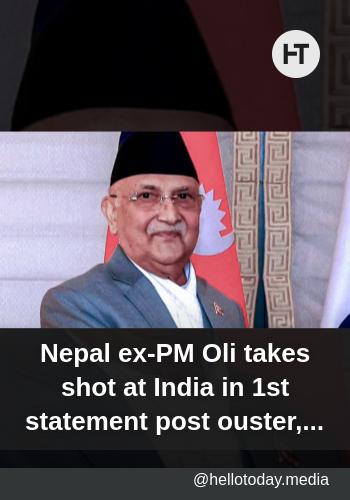 HT
Nepal ex-PM Oli takes
shot at India in 1st
statement post ouster,...
@hellotoday.media